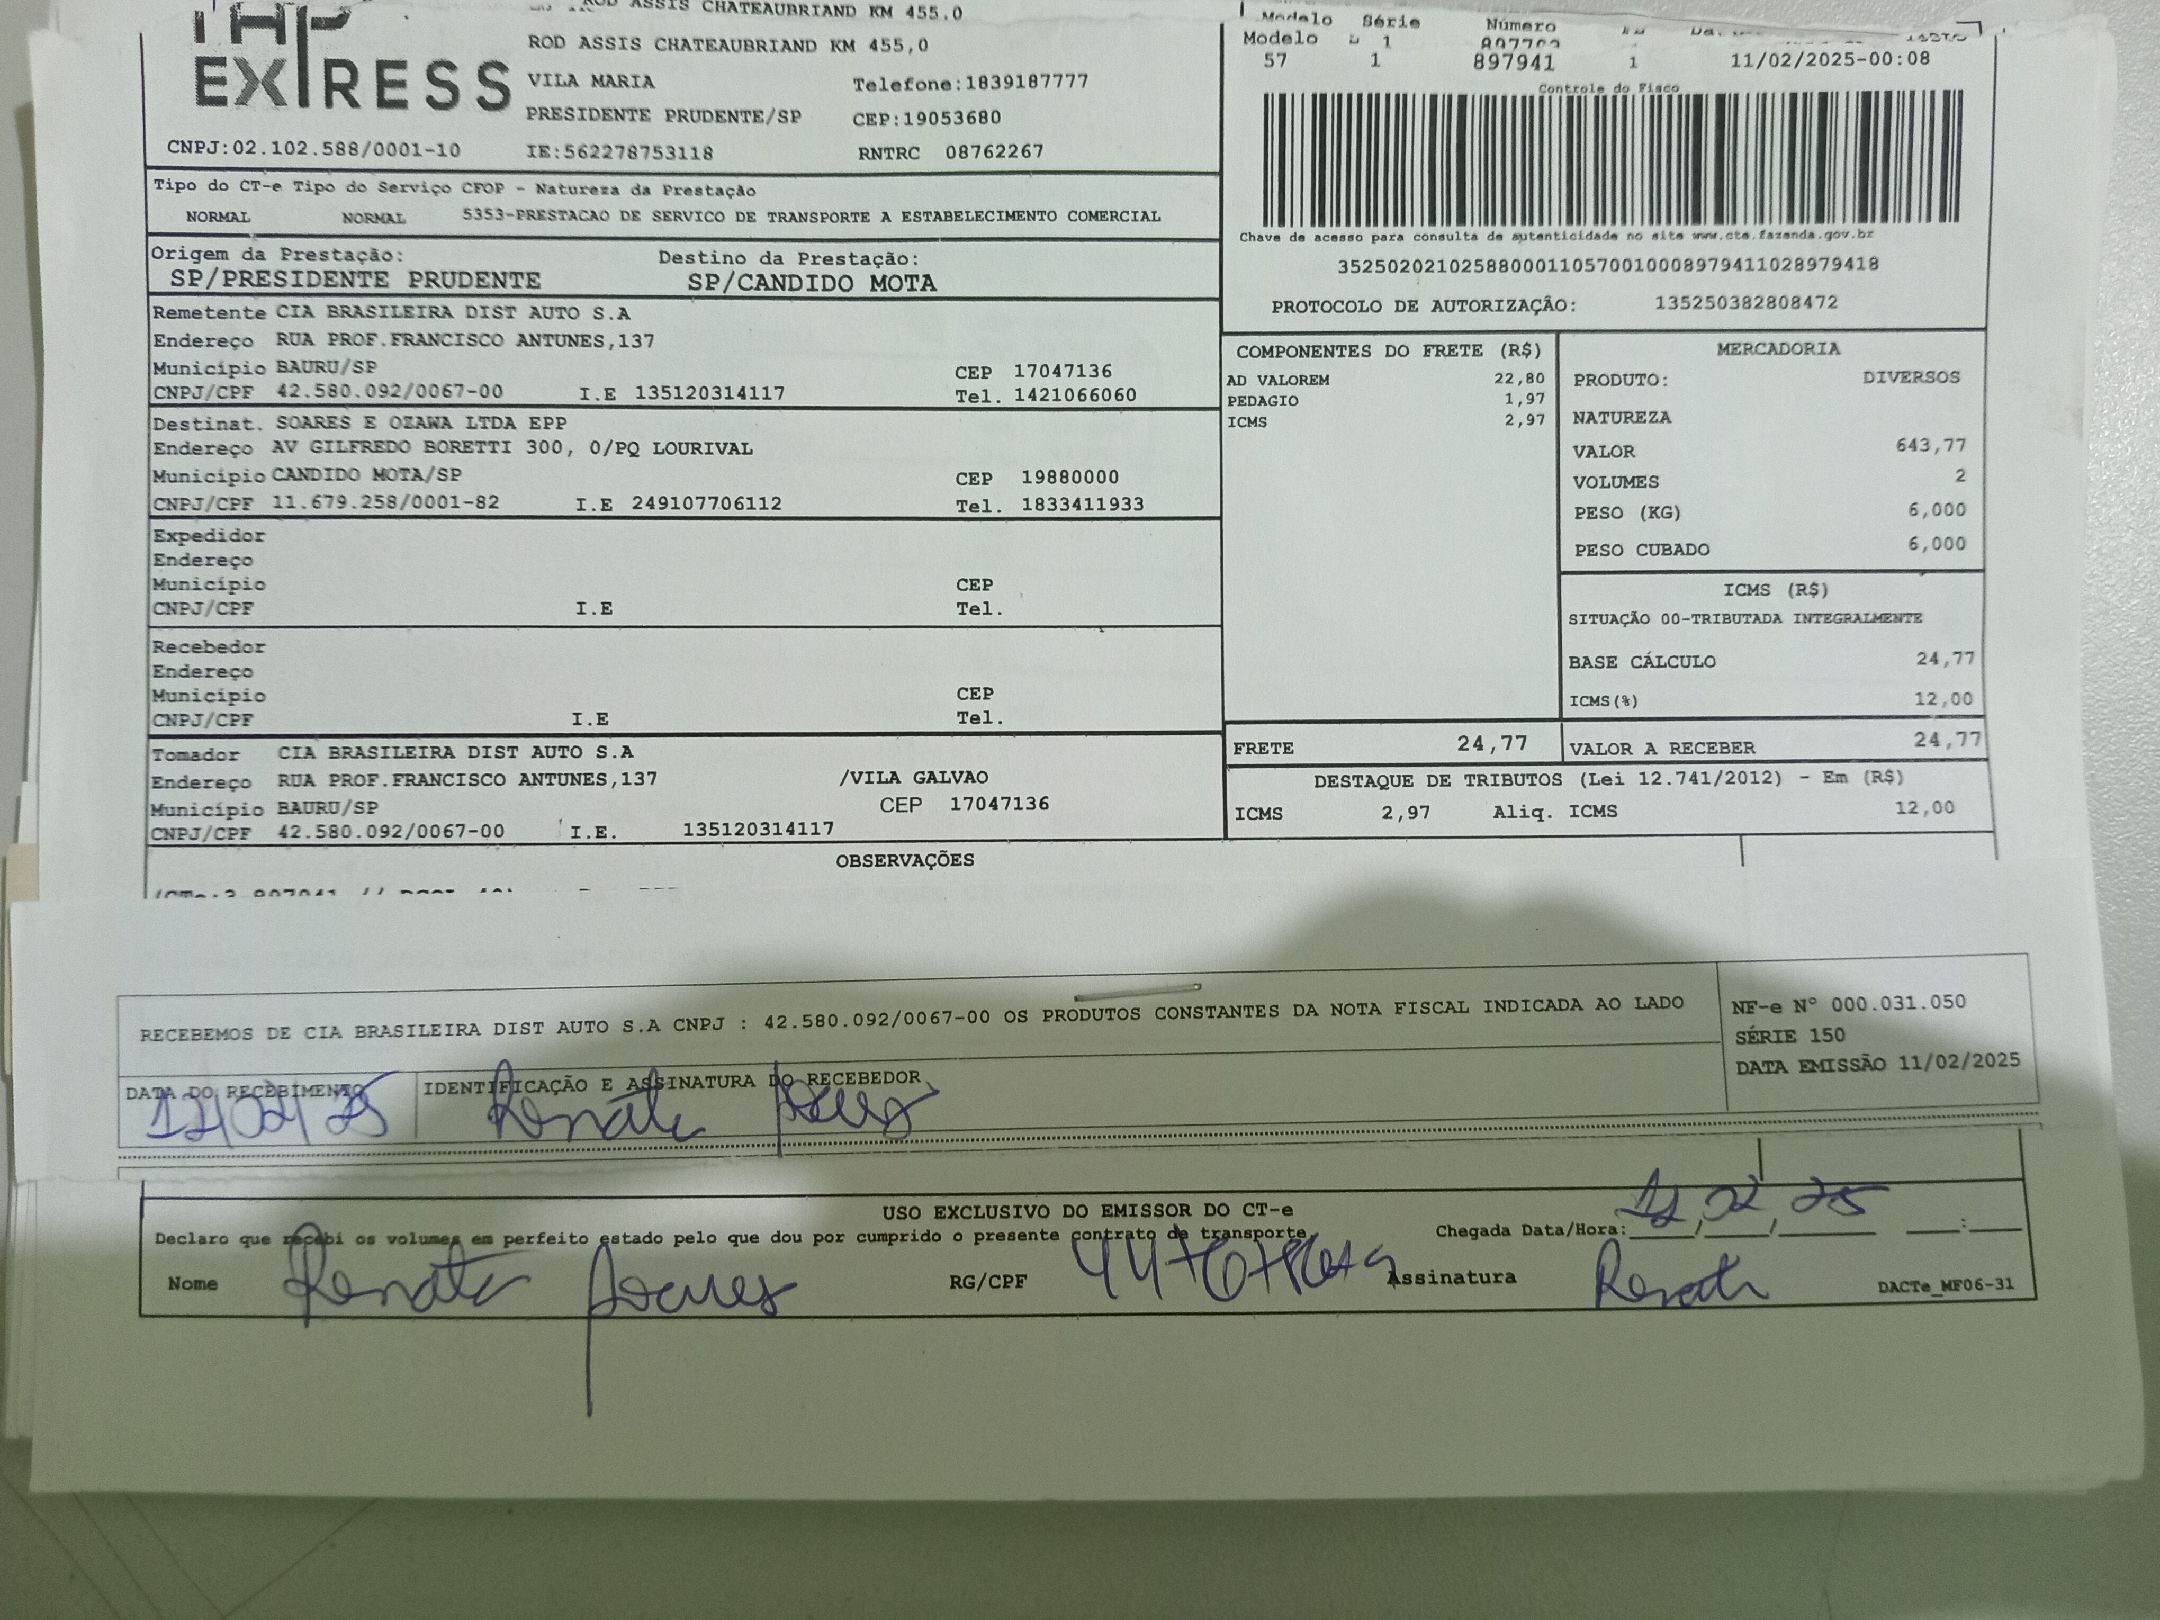 ROD ASSIS CHATEAUBRIAND KM 455,0
Modelo Série Número
EXPRESS
ROD ASSIS CHATEAUBRIAND KM 455,0
Modelo 1
57 1 897941 1 11/02/2025-00:08
VILA MARIA Telefone:1839187777
Controle do Fisco
PRESIDENTE PRUDENTE/SP CEP:19053680
CNPJ:02.102.588/0001-10 IE:562278753118 RNTRC 08762267
Tipo do CT-e Tipo do Serviço CFOP - Natureza da Prestação
NORMAL NORMAL 5353-PRESTACAO DE SERVICO DE TRANSPORTE A ESTABELECIMENTO COMERCIAL
Chave de acesso para consulta de autenticidade no site www.cte.fazenda.gov.br
35250202102588000110570010008979411028979418
PROTOCOLO DE AUTORIZAÇÃO: 135250382808472
Origem da Prestação: Destino da Prestação:
SP/PRESIDENTE PRUDENTE SP/CANDIDO MOTA
Remetente CIA BRASILEIRA DIST AUTO S.A
Endereço RUA PROF.FRANCISCO ANTUNES,137
Município BAURU/SP CEP 17047136
CNPJ/CPF 42.580.092/0067-00 I.E 135120314117 Tel. 1421066060
Destinat. SOARES E OZAWA LTDA EPP
Endereço AV GILFREDO BORETTI 300, 0/PQ LOURIVAL
Município CANDIDO MOTA/SP CEP 19880000
CNPJ/CPF 11.679.258/0001-82 I.E 249107706112 Tel. 1833411933
Expedidor
Endereço
Município CEP
CNPJ/CPF I.E Tel.
Recebedor
Endereço
Município CEP
CNPJ/CPF I.E Tel.
Tomador CIA BRASILEIRA DIST AUTO S.A
Endereço RUA PROF.FRANCISCO ANTUNES,137 /VILA GALVAO
Município BAURU/SP CEP 17047136
CNPJ/CPF 42.580.092/0067-00 I.E. 135120314117
COMPONENTES DO FRETE (R$)
AD VALOREM 22,80
PEDAGIO 1,97
ICMS 2,97
MERCADORIA
PRODUTO: DIVERSOS
NATUREZA
VALOR 643,77
VOLUMES 2
PESO (KG) 6,000
PESO CUBADO 6,000
ICMS (R$)
SITUAÇÃO 00-TRIBUTADA INTEGRALMENTE
BASE CÁLCULO 24,77
ICMS(%) 12,00
FRETE 24,77 VALOR A RECEBER 24,77
DESTAQUE DE TRIBUTOS (Lei 12.741/2012) - Em (R$)
ICMS 2,97 Aliq. ICMS 12,00
OBSERVAÇÕES
RECEBEMOS DE CIA BRASILEIRA DIST AUTO S.A CNPJ : 42.580.092/0067-00 OS PRODUTOS CONSTANTES DA NOTA FISCAL INDICADA AO LADO
NF-e Nº 000.031.050
SÉRIE 150
DATA EMISSÃO 11/02/2025
DATA DO RECEBIMENTO IDENTIFICAÇÃO E ASSINATURA DO RECEBEDOR
12/02/25 Renata Soares
USO EXCLUSIVO DO EMISSOR DO CT-e
Declaro que recebi os volumes em perfeito estado pelo que dou por cumprido o presente contrato de transporte. Chegada Data/Hora: 12/02/25 :
Nome Renata Soares RG/CPF Assinatura Renata DACTe_MF06-31